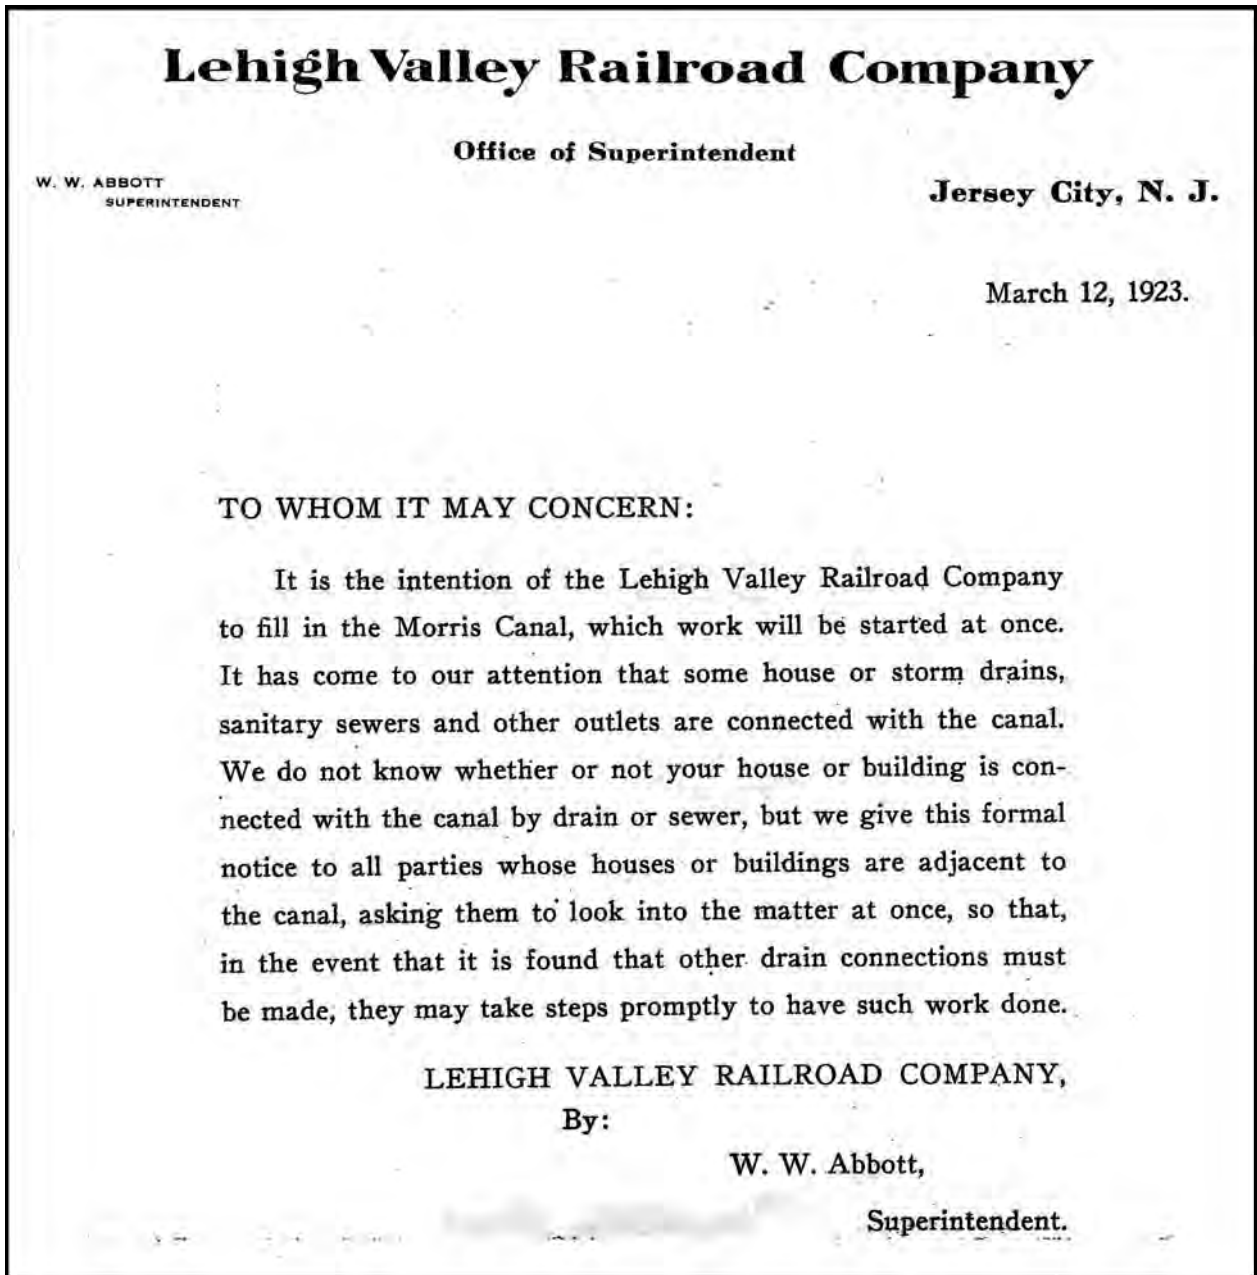 Lehigh Valley Railroad Company
Office of Superintendent
W. W. ABBOTT
SUPERINTENDENT
Jersey City, N. J.
March 12, 1923.
TO WHOM IT MAY CONCERN:
It is the intention of the Lehigh Valley Railroad Company
to fill in the Morris Canal, which work will be started at once.
It has come to our attention that some house or storm drains,
sanitary sewers and other outlets are connected with the canal.
We do not know whether or not your house or building is con-
nected with the canal by drain or sewer, but we give this formal
notice to all parties whose houses or buildings are adjacent to
the canal, asking them to look into the matter at once, so that,
in the event that it is found that other drain connections must
be made, they may take steps promptly to have such work done.
LEHIGH VALLEY RAILROAD COMPANY,
By:
W. W. Abbott,
Superintendent.